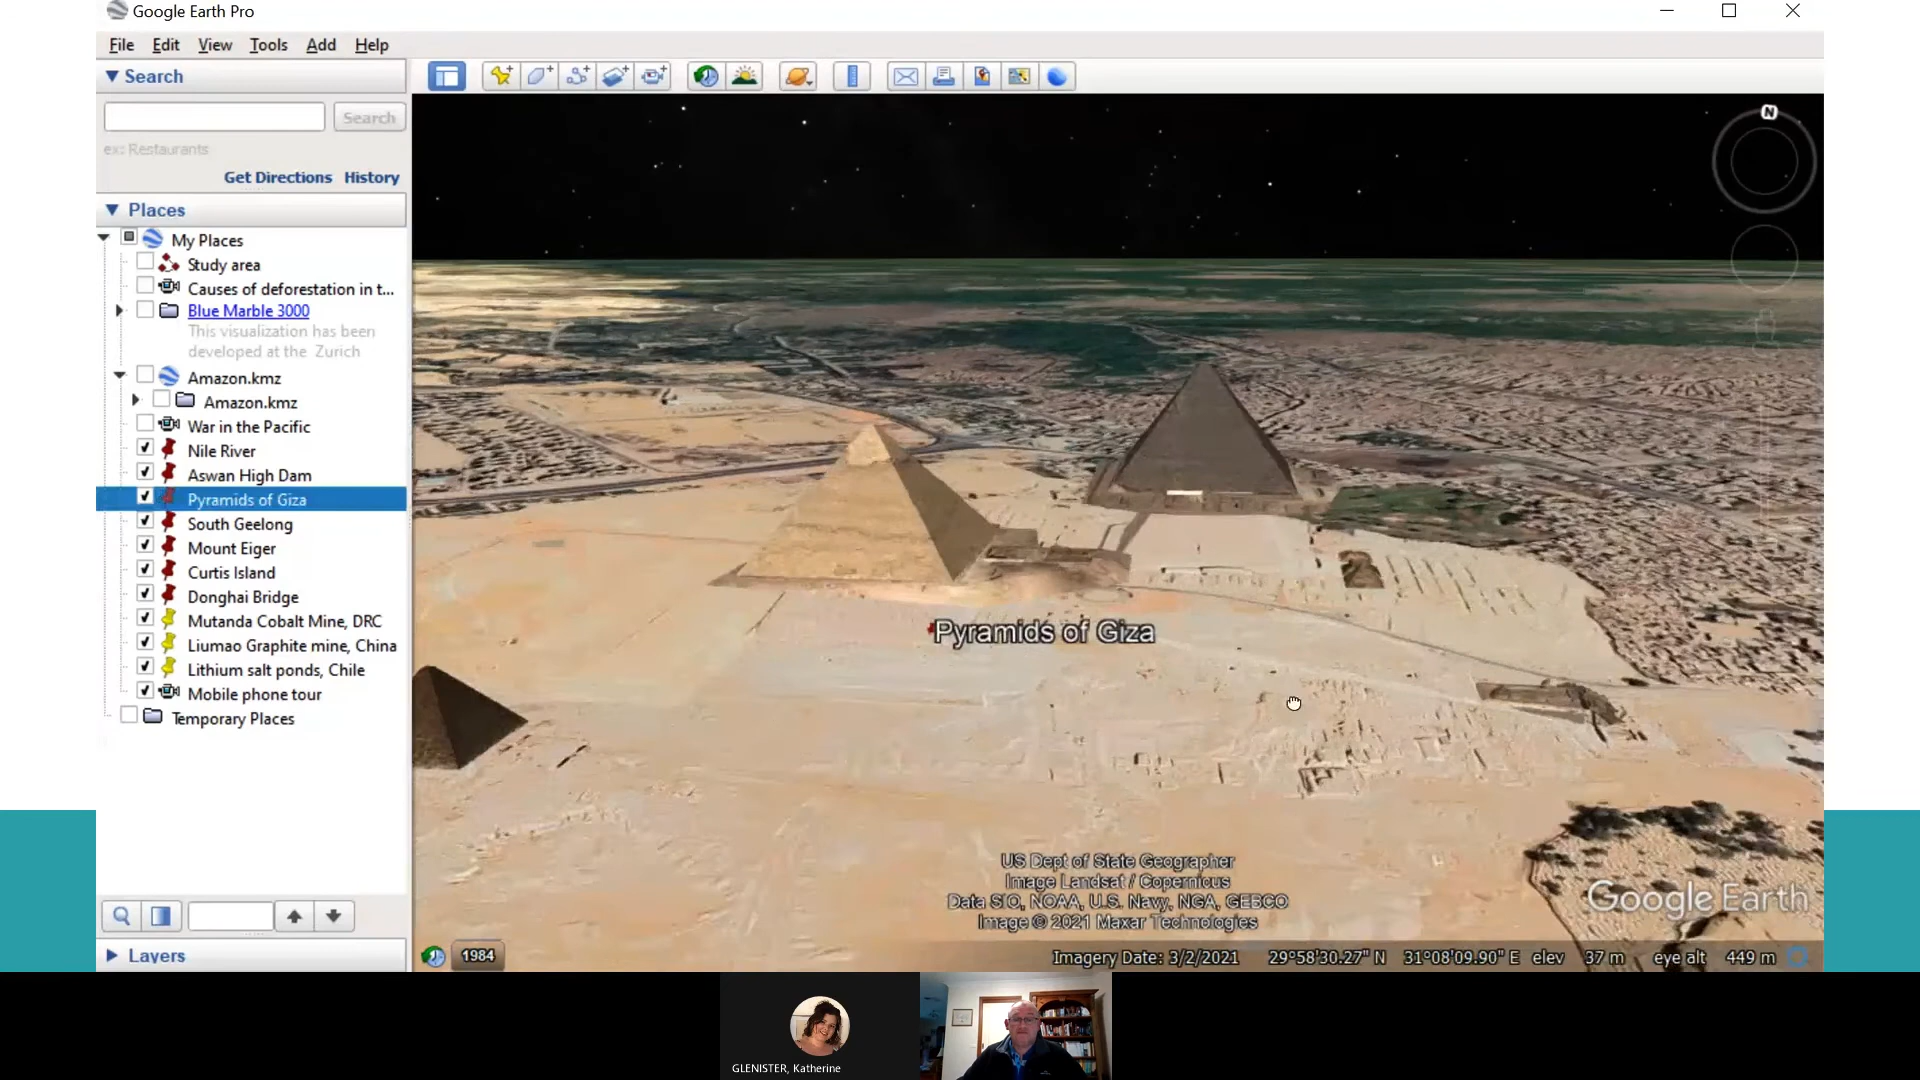 Google Earth Pro
File Edit View Tools Add Help
Search
Search
ex: Restaurants
Get Directions History
Places
My Places
Study area
Causes of deforestation in t...
Blue Marble 3000
This visualization has been
developed at the Zurich
Amazon.kmz
Amazon.kmz
War in the Pacific
Nile River
Aswan High Dam
Pyramids of Giza
South Geelong
Mount Eiger
Curtis Island
Donghai Bridge
Mutanda Cobalt Mine, DRC
Liumao Graphite mine, China
Lithium salt ponds, Chile
Mobile phone tour
Temporary Places
Layers
N
Pyramids of Giza
US Dept of State Geographer
Image Landsat / Copernicus
Data SIO, NOAA, U.S. Navy, NGA, GEBCO
Image © 2021 Maxar Technologies
Google Earth
1984
Imagery Date: 3/2/2021 29°58'30.27" N 31°08'09.90" E elev 37 m eye alt 449 m
GLENISTER, Katherine